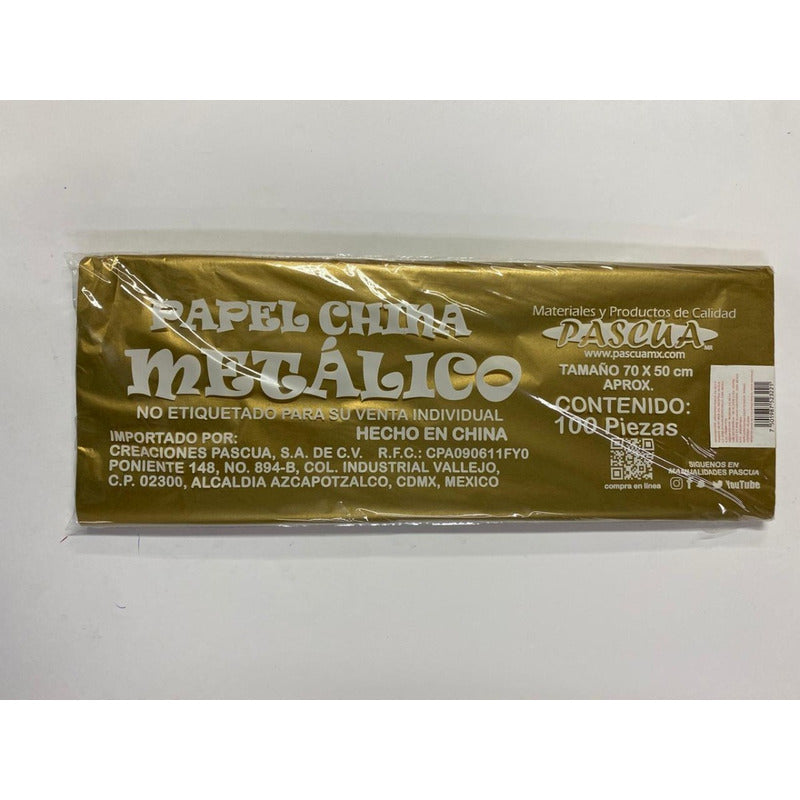 PAPEL CHINA
METÁLICO
NO ETIQUETADO PARA SU VENTA INDIVIDUAL
HECHO EN CHINA
IMPORTADO POR:
CREACIONES PASCUA, S.A. DE C.V. R.F.C.: CPA090611FY0
PONIENTE 148, NO. 894-B, COL. INDUSTRIAL VALLEJO,
C.P. 02300, ALCALDIA AZCAPOTZALCO, CDMX, MEXICO
Materiales y Productos de Calidad
PASCUA MR
www.pascuamx.com
TAMAÑO 70 X 50 cm
APROX.
CONTENIDO:
100 Piezas
compra en linea
SIGUENOS EN
MANUALIDADES PASCUA
YouTube